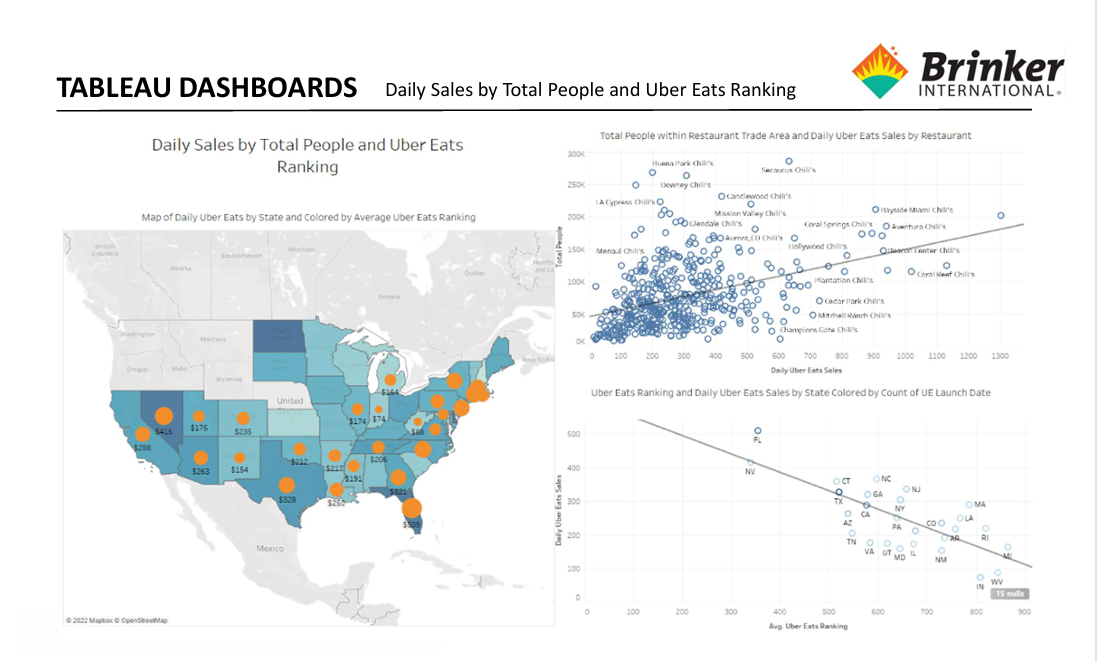 TABLEAU DASHBOARDS
Daily Sales by Total People and Uber Eats Ranking
Brinker
INTERNATIONAL®
Daily Sales by Total People and Uber Eats
Ranking
Map of Daily Uber Eats by State and Colored by Average Uber Eats Ranking
British
Columbia
Alberta
Saskatchewan
Manitoba
Ontario
Quebec
Washington
Montana
Oregon
Idaho
Wyoming
United
Mexico
$415
$288
$175
$235
$263
$154
$212
$328
$217
$250
$191
$206
$174
$74
$164
$88
$321
$509
© 2022 Mapbox © OpenStreetMap
Total People within Restaurant Trade Area and Daily Uber Eats Sales by Restaurant
Total People
300K
250K
200K
150K
100K
50K
0K
Buena Park Chili's
Secaucus Chili's
Downey Chili's
Candlewood Chili's
LA Cypress Chili's
Mission Valley Chili's
Bayside Miami Chili's
Glendale Chili's
Coral Springs Chili's
Aventura Chili's
Aurora,CO Chili's
Hollywood Chili's
Menaul Chili's
Beacon Center Chili's
Plantation Chili's
Coral Reef Chili's
Cedar Park Chili's
Mitchell Ranch Chili's
Champions Gate Chili's
0 100 200 300 400 500 600 700 800 900 1000 1100 1200 1300
Daily Uber Eats Sales
Uber Eats Ranking and Daily Uber Eats Sales by State Colored by Count of UE Launch Date
Daily Uber Eats Sales
500
400
300
200
100
0
FL
NV
CT
NC
TX
GA
NJ
CA
NY
MA
AZ
PA
CO
LA
TN
AR
RI
VA
UT
MD
IL
NM
MI
IN
WV
15 nulls
0 100 200 300 400 500 600 700 800 900
Avg. Uber Eats Ranking